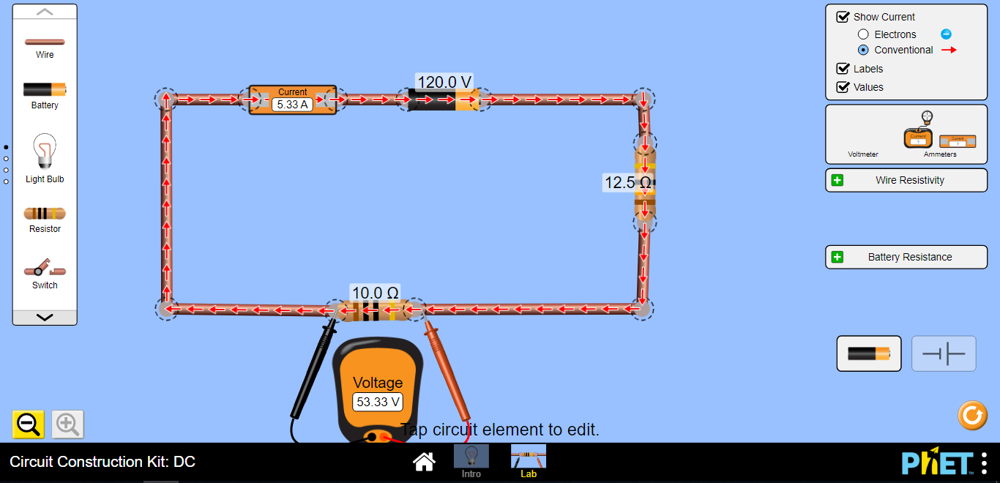 Wire
Battery
Light Bulb
Resistor
Switch
120.0 V
Current
5.33 A
12.5 Ω
10.0 Ω
Voltage
53.33 V
Tap circuit element to edit.
Show Current
Electrons
Conventional
Labels
Values
Current
?
Current
?
Voltmeter
Ammeters
Wire Resistivity
Battery Resistance
Circuit Construction Kit: DC
Intro
Lab
PhET